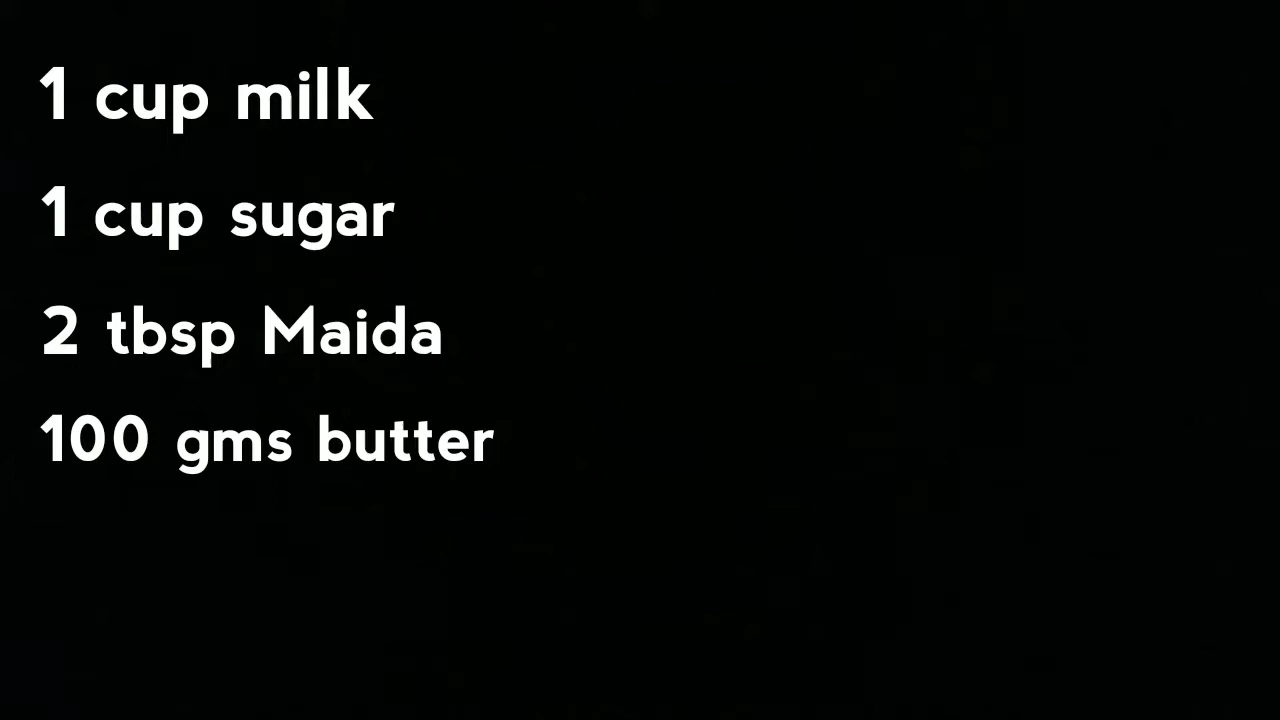 1 cup milk
1 cup sugar
2 tbsp Maida
100 gms butter